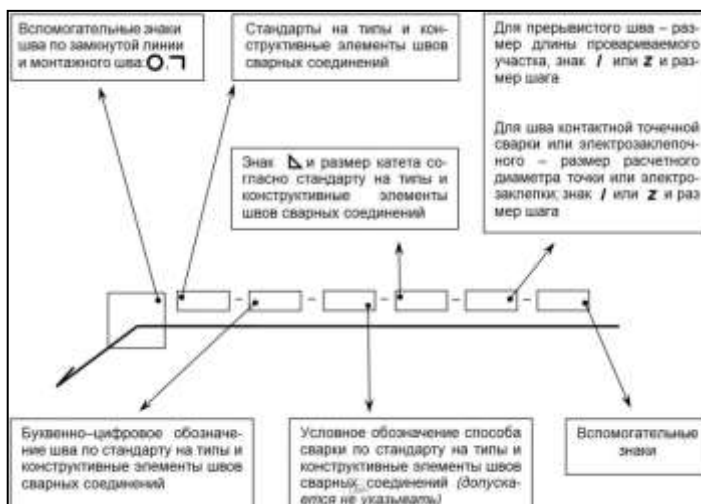 Вспомогательные знаки
шва по замкнутой линии
и монтажного шва:
Стандарты на типы и кон-
структивные элементы швов
сварных соединений
Для прерывистого шва – раз-
мер длины провариваемого
участка, знак / или Z и раз-
мер шага
Для шва контактной точечной
сварки или электрозаклепоч-
ного – размер расчетного
диаметра точки или электро-
заклепки; знак / или Z и раз
мер шага
Знак и размер катета со-
гласно стандарту на типы и
конструктивные элементы
швов сварных соединений
Буквенно–цифровое обозначе-
ние шва по стандарту на типы и
конструктивные элементы швов
сварных соединений
Условное обозначение способа
сварки по стандарту на типы и
конструктивные элементы швов
сварных соединений (допуска-
ется не указывать)
Вспомогательные
знаки